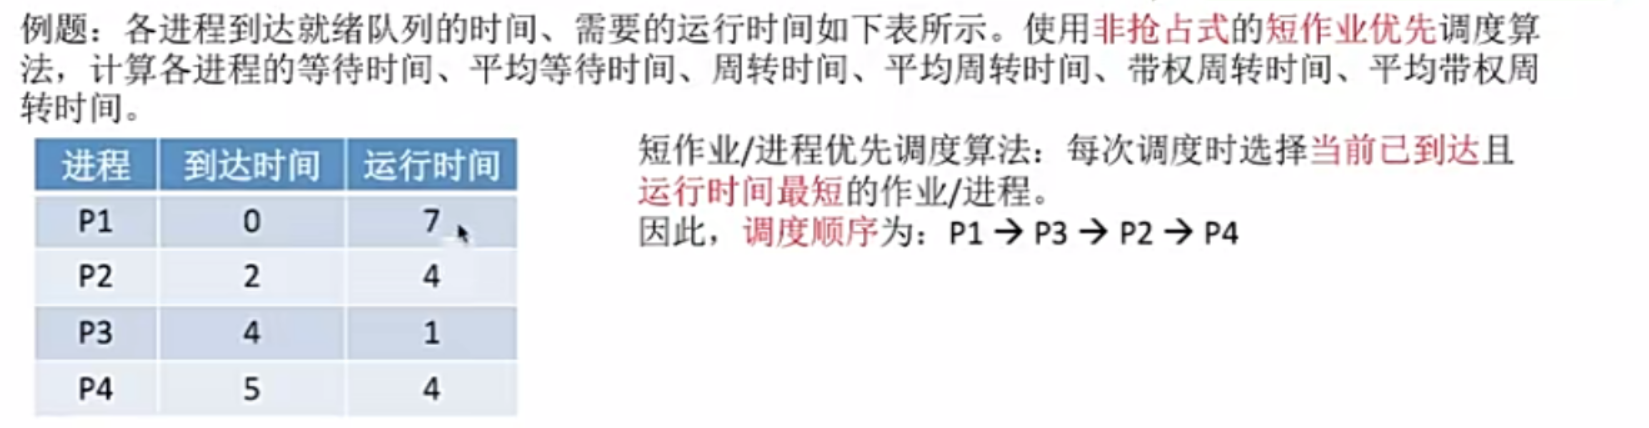 例题：各进程到达就绪队列的时间、需要的运行时间如下表所示。使用非抢占式的短作业优先调度算
法，计算各进程的等待时间、平均等待时间、周转时间、平均周转时间、带权周转时间、平均带权周
转时间。
进程 到达时间 运行时间
P1 0 7
P2 2 4
P3 4 1
P4 5 4
短作业/进程优先调度算法：每次调度时选择当前已到达且
运行时间最短的作业/进程。
因此，调度顺序为：P1→P3→P2→P4